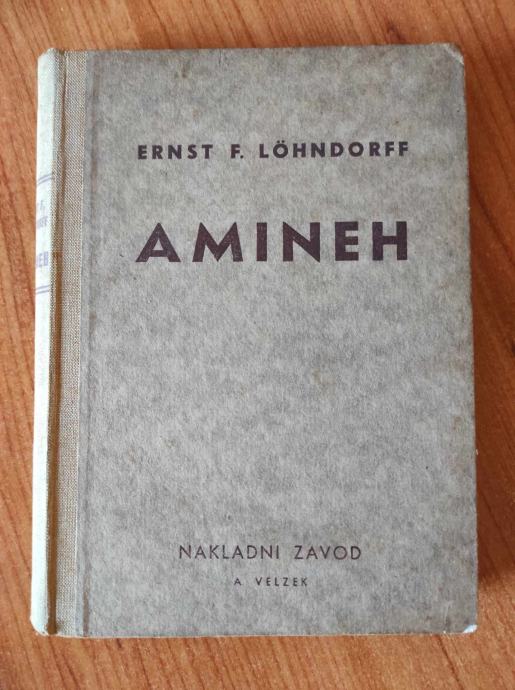 ERNST F. LÖHNDORFF
AMINEH
NAKLADNI ZAVOD
A VELZEK